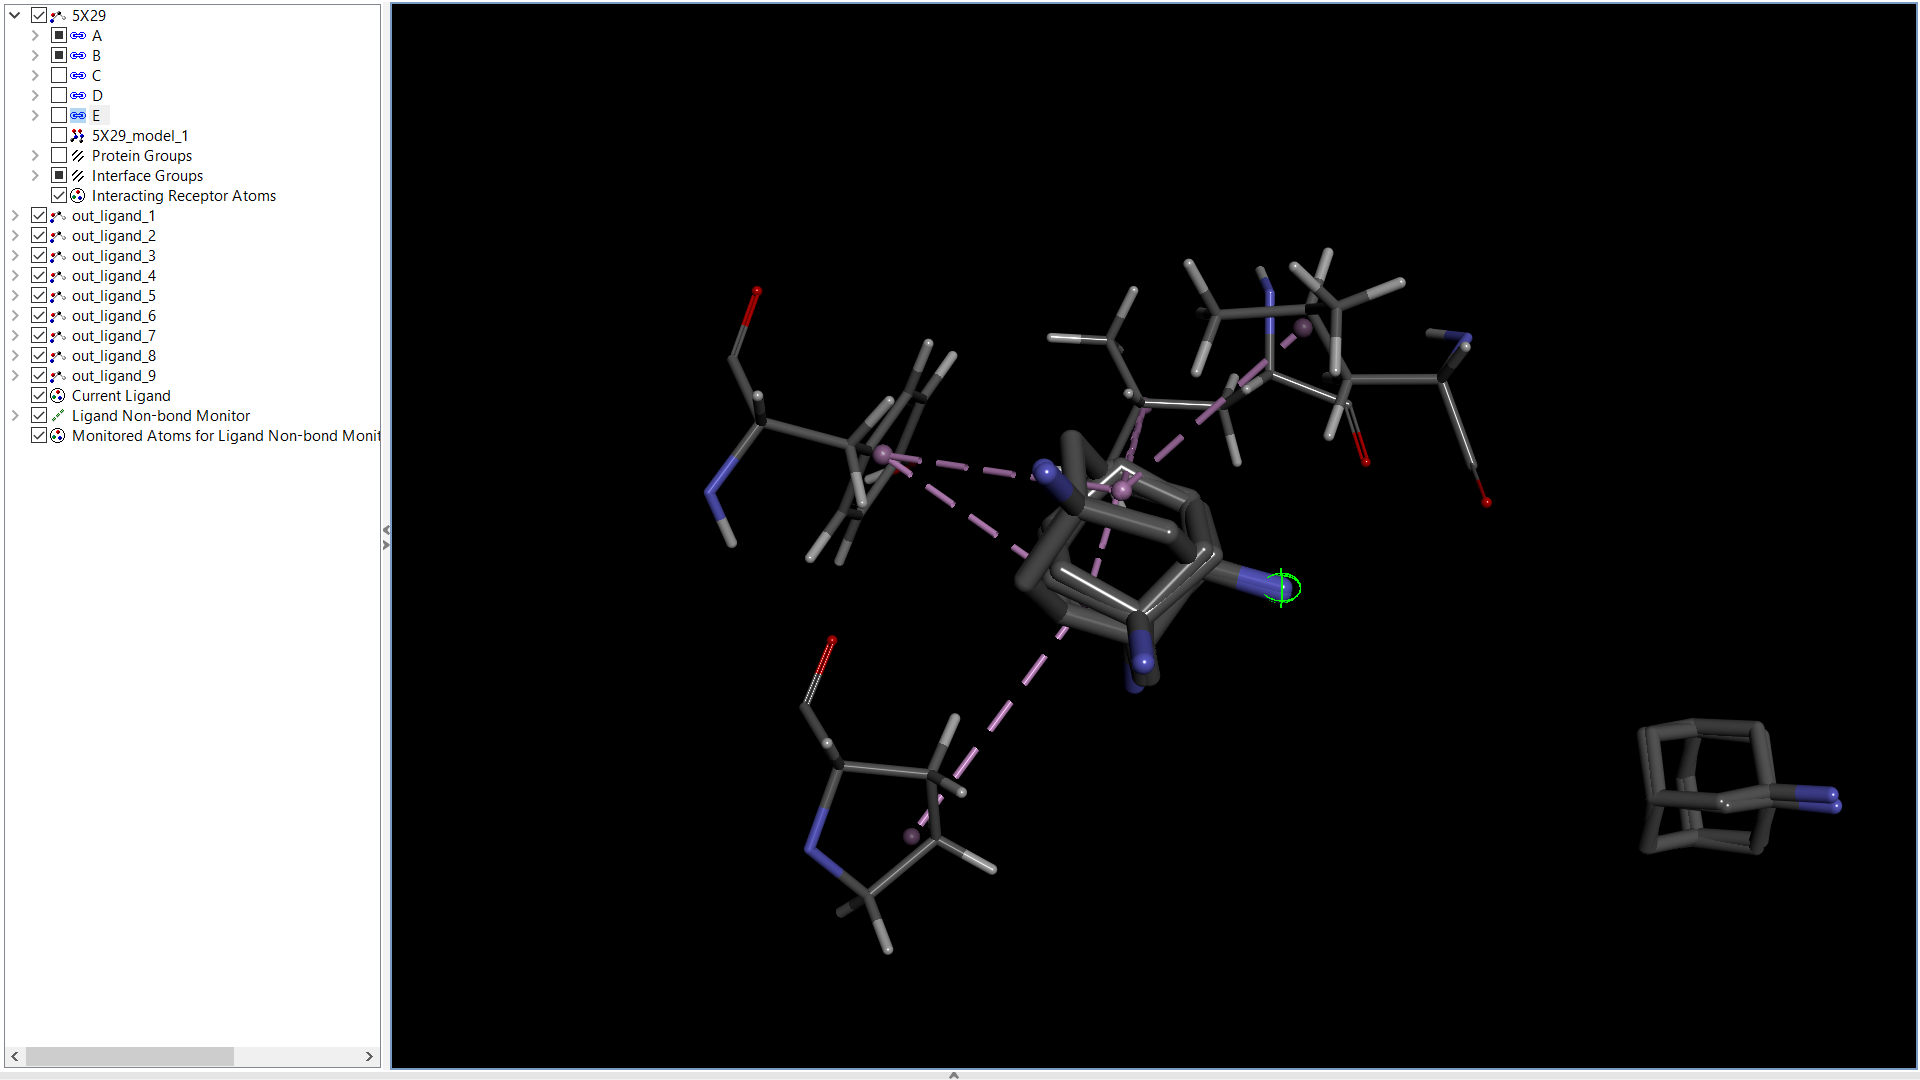 5X29
A
B
C
D
E
5X29_model_1
Protein Groups
Interface Groups
Interacting Receptor Atoms
out_ligand_1
out_ligand_2
out_ligand_3
out_ligand_4
out_ligand_5
out_ligand_6
out_ligand_7
out_ligand_8
out_ligand_9
Current Ligand
Ligand Non-bond Monitor
Monitored Atoms for Ligand Non-bond Monit